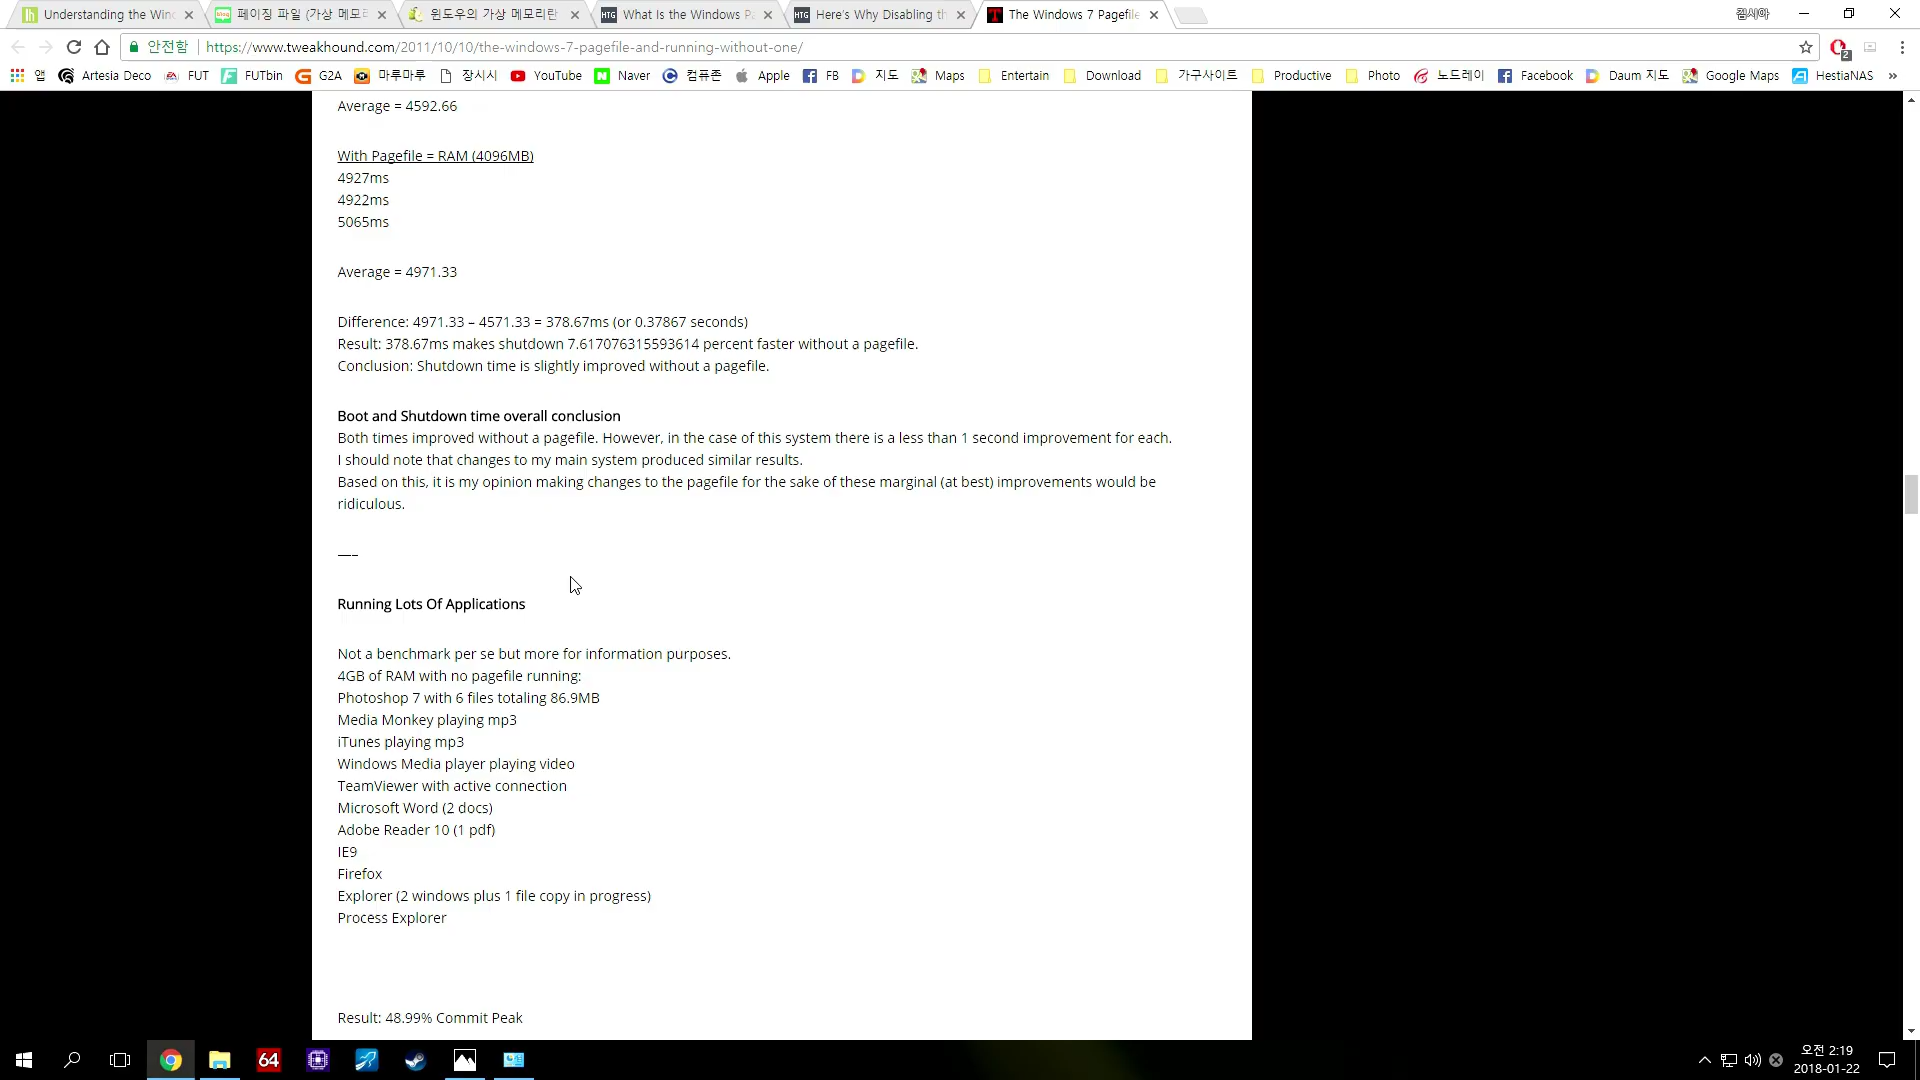 Understanding the Winc
페이징 파일 (가상 메모리
윈도우의 가상 메모리란
What Is the Windows P
Here's Why Disabling th
The Windows 7 Pagefile
안전함
https://www.tweakhound.com/2011/10/10/the-windows-7-pagefile-and-running-without-one/
2
앱
Artesia Deco
FUT
FUTbin
G2A
마루마루
장시시
YouTube
Naver
컴퓨존
Apple
FB
지도
Maps
Entertain
Download
가구사이트
Productive
Photo
노드레이
Facebook
Daum 지도
Google Maps
HestiaNAS
»
Average = 4592.66
With Pagefile = RAM (4096MB)
4927ms
4922ms
5065ms
Average = 4971.33
Difference: 4971.33 – 4571.33 = 378.67ms (or 0.37867 seconds)
Result: 378.67ms makes shutdown 7.617076315593614 percent faster without a pagefile.
Conclusion: Shutdown time is slightly improved without a pagefile.
Boot and Shutdown time overall conclusion
Both times improved without a pagefile. However, in the case of this system there is a less than 1 second improvement for each.
I should note that changes to my main system produced similar results.
Based on this, it is my opinion making changes to the pagefile for the sake of these marginal (at best) improvements would be
ridiculous.
—–
Running Lots Of Applications
Not a benchmark per se but more for information purposes.
4GB of RAM with no pagefile running:
Photoshop 7 with 6 files totaling 86.9MB
Media Monkey playing mp3
iTunes playing mp3
Windows Media player playing video
TeamViewer with active connection
Microsoft Word (2 docs)
Adobe Reader 10 (1 pdf)
IE9
Firefox
Explorer (2 windows plus 1 file copy in progress)
Process Explorer
Result: 48.99% Commit Peak
64
오전 2:19
2018-01-22